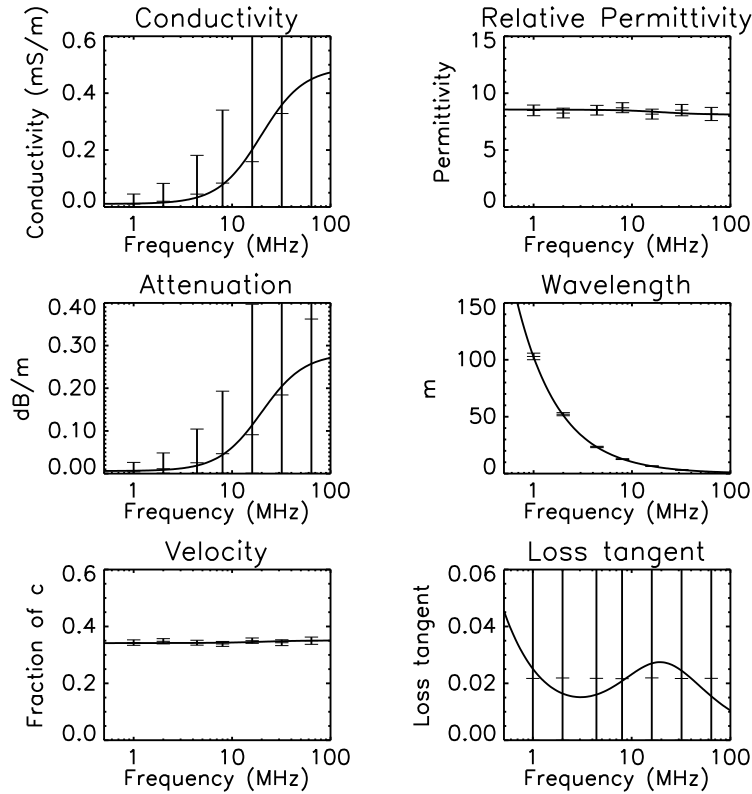 Conductivity
Conductivity (mS/m)
0.6
0.4
0.2
0.0
1 10 100
Frequency (MHz)
Relative Permittivity
Permittivity
15
10
5
0
1 10 100
Frequency (MHz)
Attenuation
dB/m
0.40
0.30
0.20
0.10
0.00
1 10 100
Frequency (MHz)
Wavelength
m
150
100
50
0
1 10 100
Frequency (MHz)
Velocity
Fraction of c
0.6
0.4
0.2
0.0
1 10 100
Frequency (MHz)
Loss tangent
Loss tangent
0.06
0.04
0.02
0.00
1 10 100
Frequency (MHz)